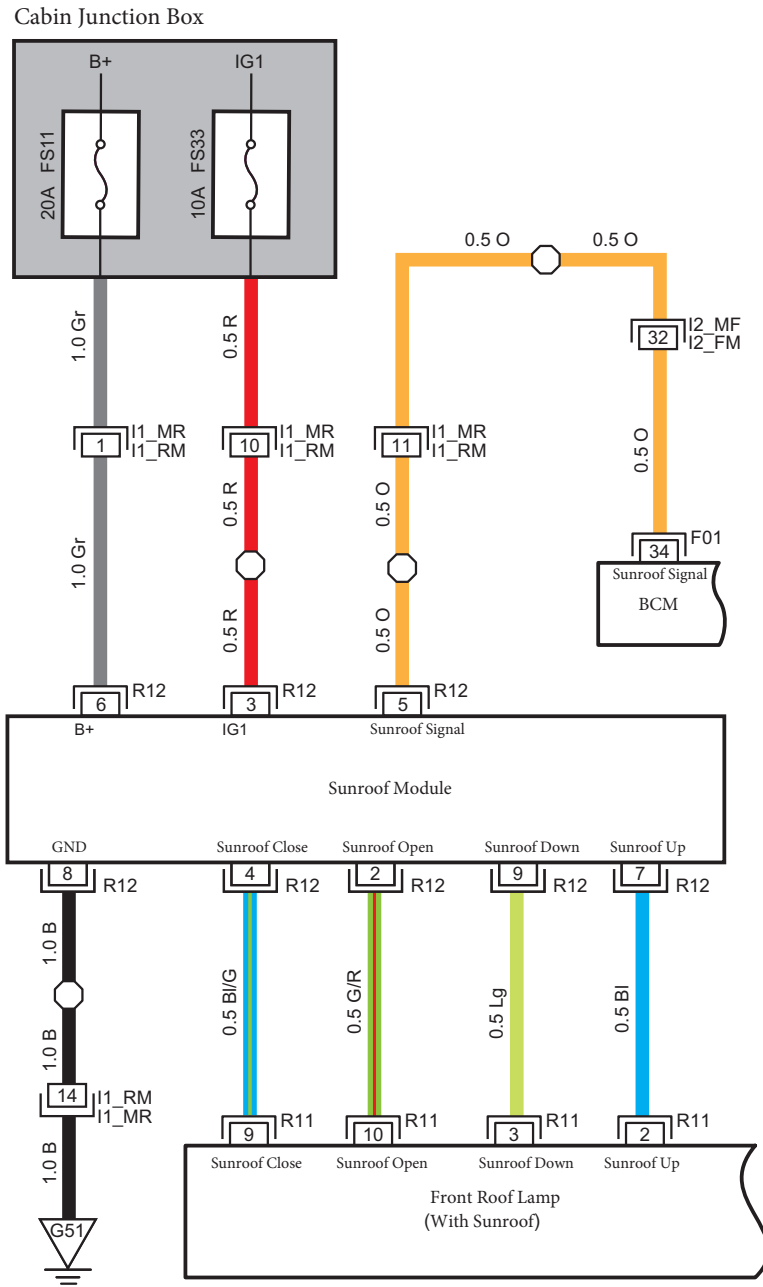 Cabin Junction Box
B+
IG1
20A FS11
10A FS33
0.5 O
0.5 O
1.0 Gr
0.5 R
32
I2_MF
I2_FM
1
I1_MR
I1_RM
10
I1_MR
I1_RM
11
I1_MR
I1_RM
0.5 O
1.0 Gr
0.5 R
0.5 O
34
F01
Sunroof Signal
BCM
0.5 R
0.5 O
6
R12
3
R12
5
R12
B+
IG1
Sunroof Signal
Sunroof Module
GND
Sunroof Close
Sunroof Open
Sunroof Down
Sunroof Up
8
R12
4
R12
2
R12
9
R12
7
R12
1.0 B
0.5 Bl/G
0.5 G/R
0.5 Lg
0.5 Bl
1.0 B
14
I1_RM
I1_MR
1.0 B
9
R11
10
R11
3
R11
2
R11
Sunroof Close
Sunroof Open
Sunroof Down
Sunroof Up
Front Roof Lamp
(With Sunroof)
G51